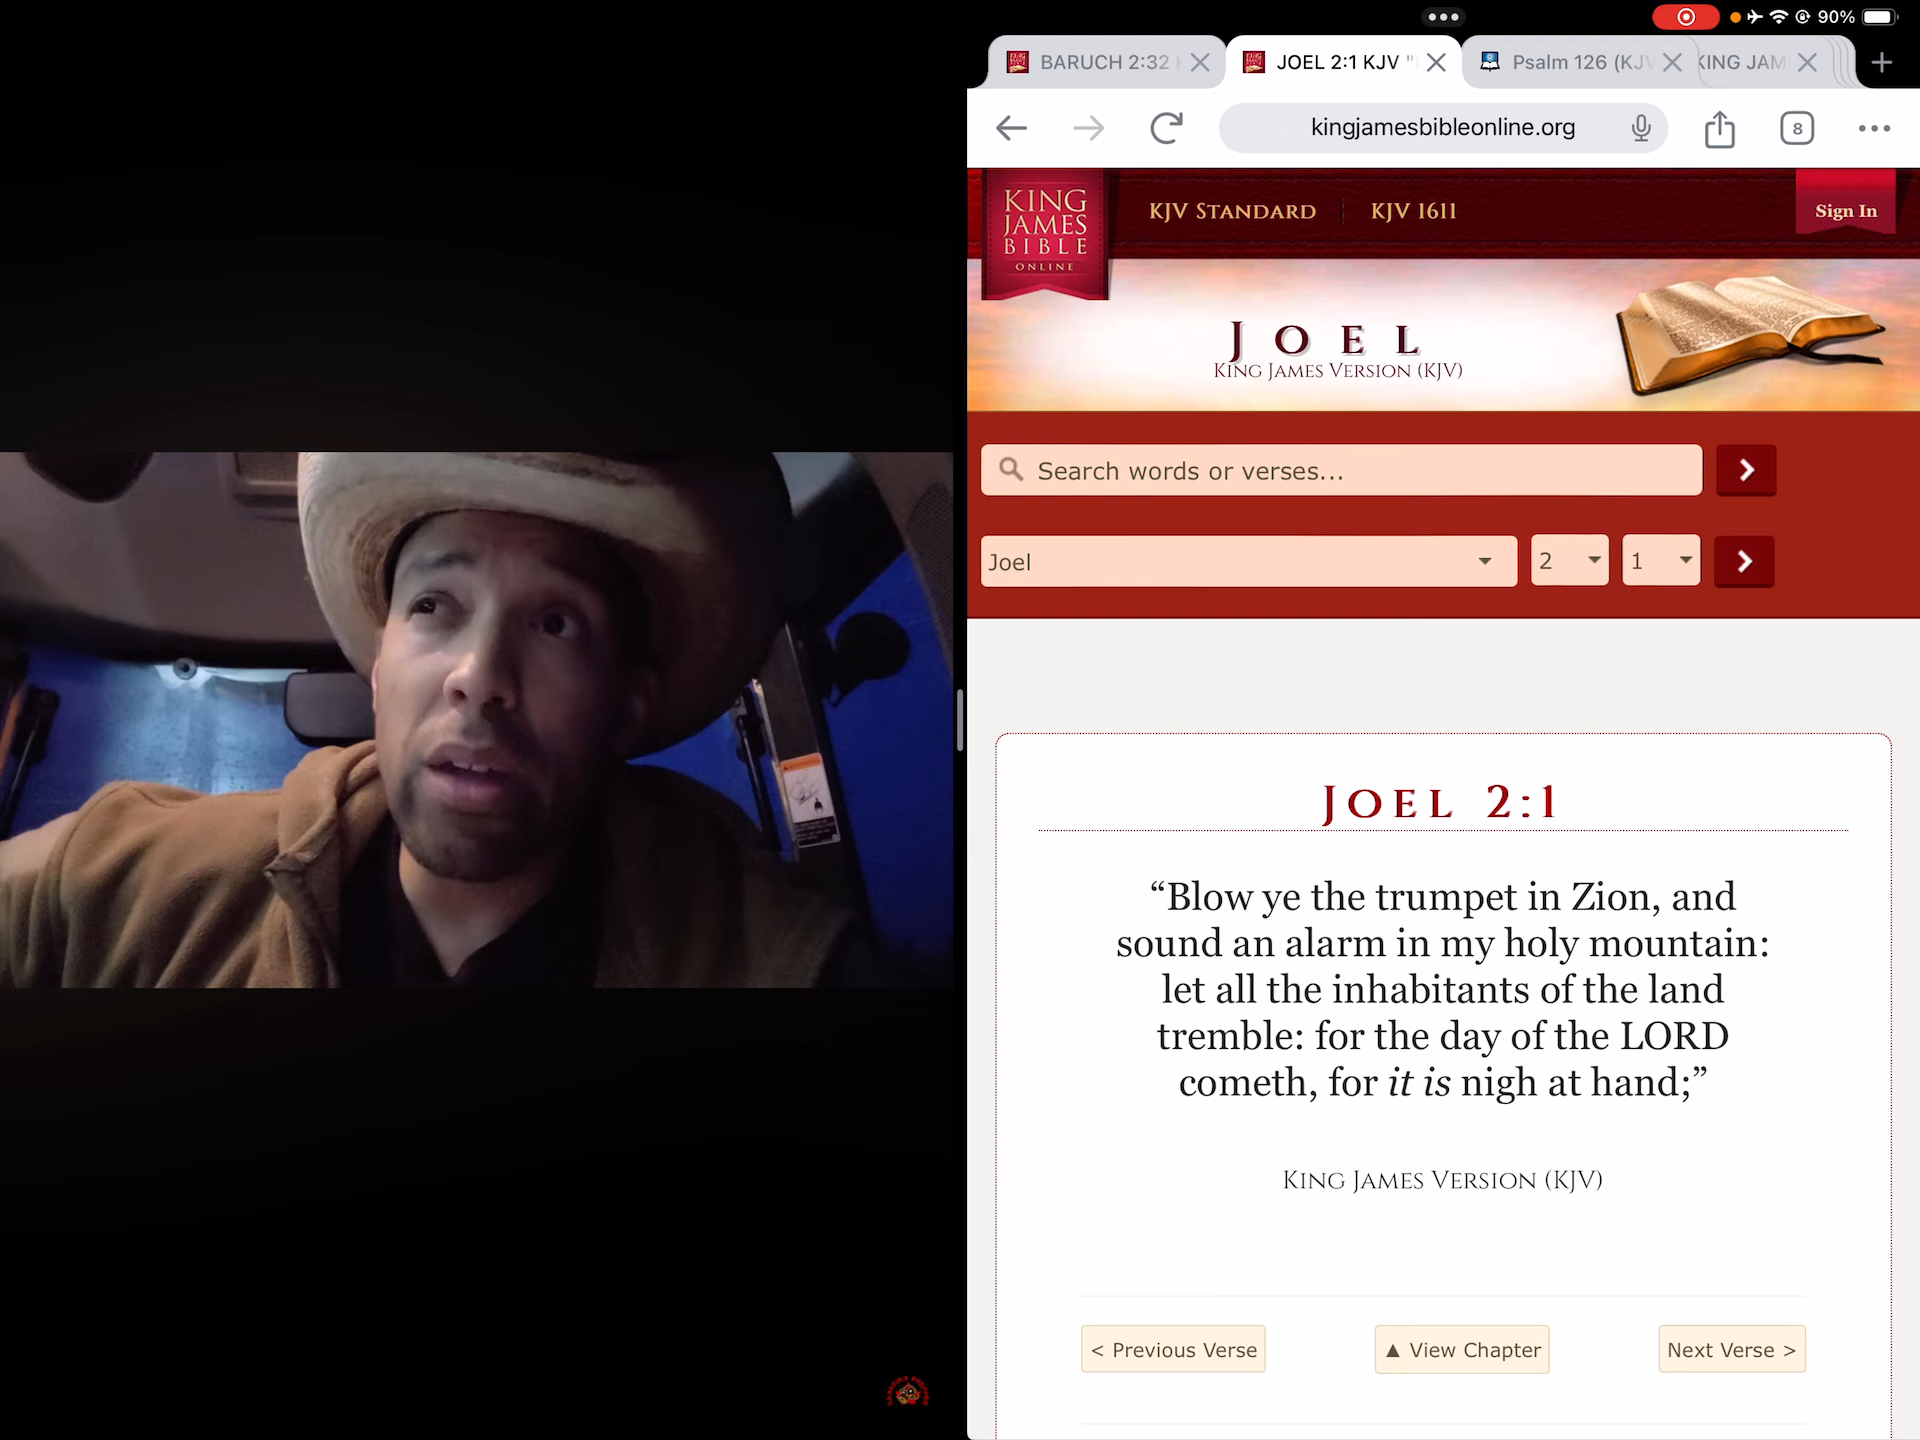 90%
BARUCH 2:32
JOEL 2:1 KJV "
Psalm 126 (KJV
KING JAM
kingjamesbibleonline.org
8
KING
JAMES
BIBLE
ONLINE
KJV STANDARD
KJV 1611
Sign In
JOEL
KING JAMES VERSION (KJV)
Search words or verses...
Joel
2
1
JOEL 2:1
“Blow ye the trumpet in Zion, and
sound an alarm in my holy mountain:
let all the inhabitants of the land
tremble: for the day of the LORD
cometh, for it is nigh at hand;”
KING JAMES VERSION (KJV)
< Previous Verse
▲ View Chapter
Next Verse >